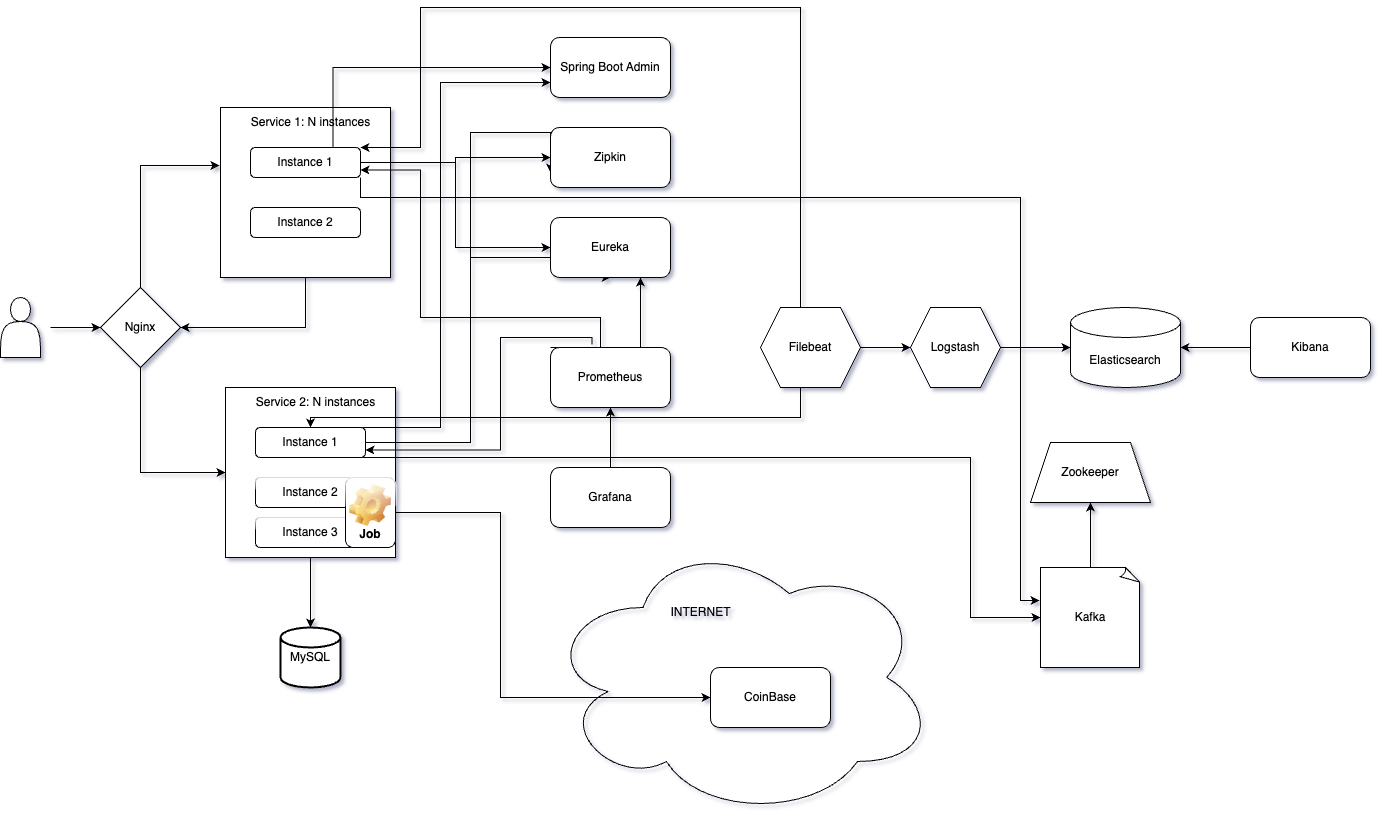 Spring Boot Admin
Service 1: N instances
Instance 1
Zipkin
Instance 2
Eureka
Nginx
Filebeat
Logstash
Elasticsearch
Kibana
Prometheus
Service 2: N instances
Instance 1
Zookeeper
Instance 2
Grafana
Instance 3
Job
INTERNET
Kafka
MySQL
CoinBase